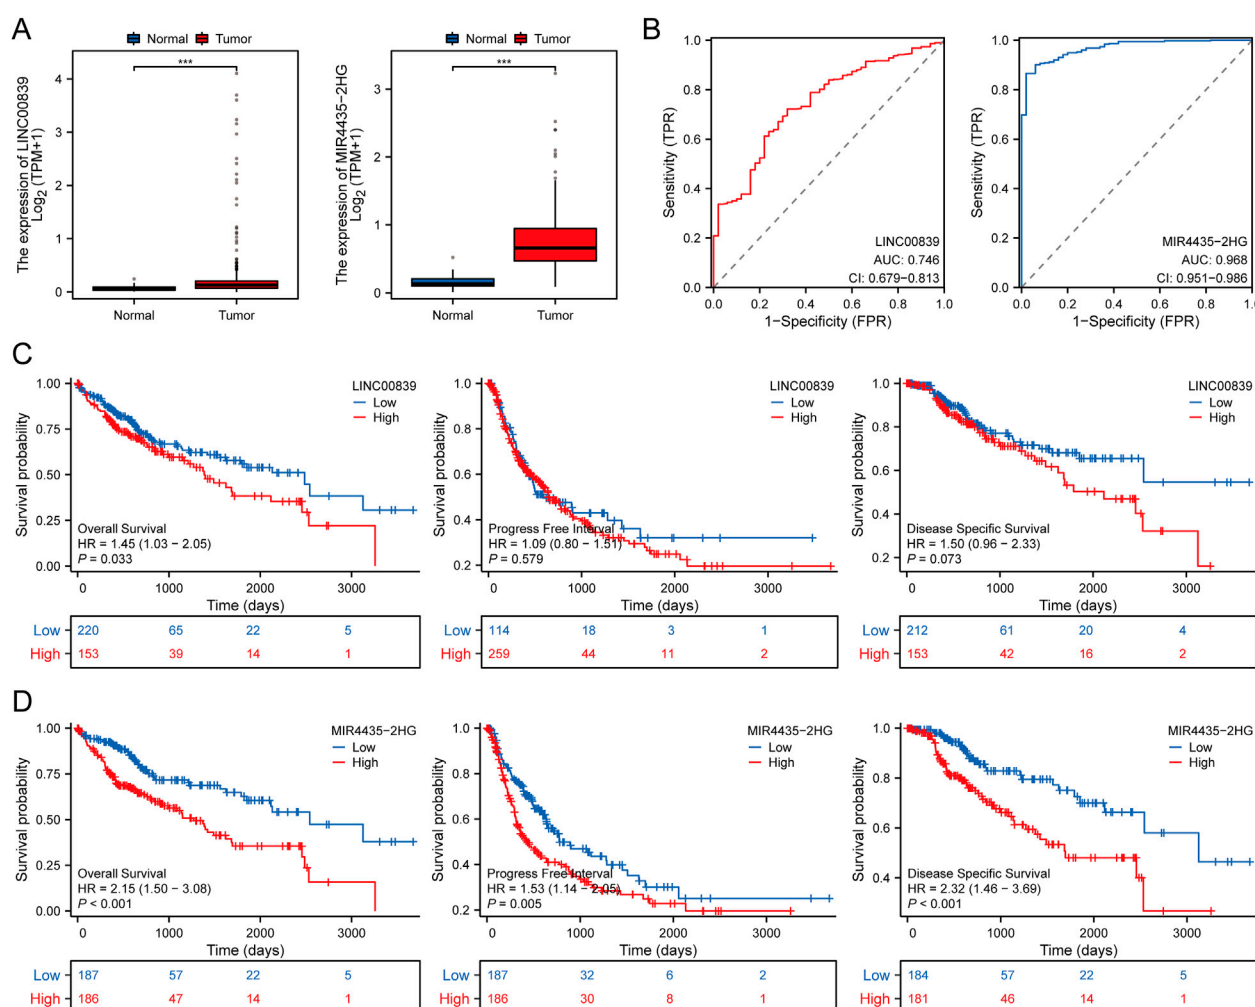 A
Normal Tumor
***
The expression of LINC00839
Log2 (TPM+1)
4
3
2
1
0
Normal Tumor
Normal Tumor
***
The expression of MIR4435−2HG
Log2 (TPM+1)
3
2
1
0
Normal Tumor
B
1.0
0.8
0.6
0.4
0.2
0.0
Sensitivity (TPR)
LINC00839
AUC: 0.746
CI: 0.679−0.813
0.0 0.2 0.4 0.6 0.8 1.0
1−Specificity (FPR)
1.0
0.8
0.6
0.4
0.2
0.0
Sensitivity (TPR)
MIR4435−2HG
AUC: 0.968
CI: 0.951−0.986
0.0 0.2 0.4 0.6 0.8 1.0
1−Specificity (FPR)
C
1.00
0.75
0.50
0.25
0.00
Survival probability
LINC00839
Low
High
Overall Survival
HR = 1.45 (1.03 − 2.05)
P = 0.033
0 1000 2000 3000
Time (days)
Low 220 65 22 5
High 153 39 14 1
1.0
0.8
0.6
0.4
0.2
Survival probability
LINC00839
Low
High
Progress Free Interval
HR = 1.09 (0.80 − 1.51)
P = 0.579
0 1000 2000 3000
Time (days)
Low 114 18 3 1
High 259 44 11 2
1.0
0.8
0.6
0.4
0.2
Survival probability
LINC00839
Low
High
Disease Specific Survival
HR = 1.50 (0.96 − 2.33)
P = 0.073
0 1000 2000 3000
Time (days)
Low 212 61 20 4
High 153 42 16 2
D
1.00
0.75
0.50
0.25
0.00
Survival probability
MIR4435−2HG
Low
High
Overall Survival
HR = 2.15 (1.50 − 3.08)
P < 0.001
0 1000 2000 3000
Time (days)
Low 187 57 22 5
High 186 47 14 1
1.0
0.8
0.6
0.4
0.2
Survival probability
MIR4435−2HG
Low
High
Progress Free Interval
HR = 1.53 (1.14 − 2.05)
P = 0.005
0 1000 2000 3000
Time (days)
Low 187 32 6 2
High 186 30 8 1
1.0
0.8
0.6
0.4
Survival probability
MIR4435−2HG
Low
High
Disease Specific Survival
HR = 2.32 (1.46 − 3.69)
P < 0.001
0 1000 2000 3000
Time (days)
Low 184 57 22 5
High 181 46 14 1